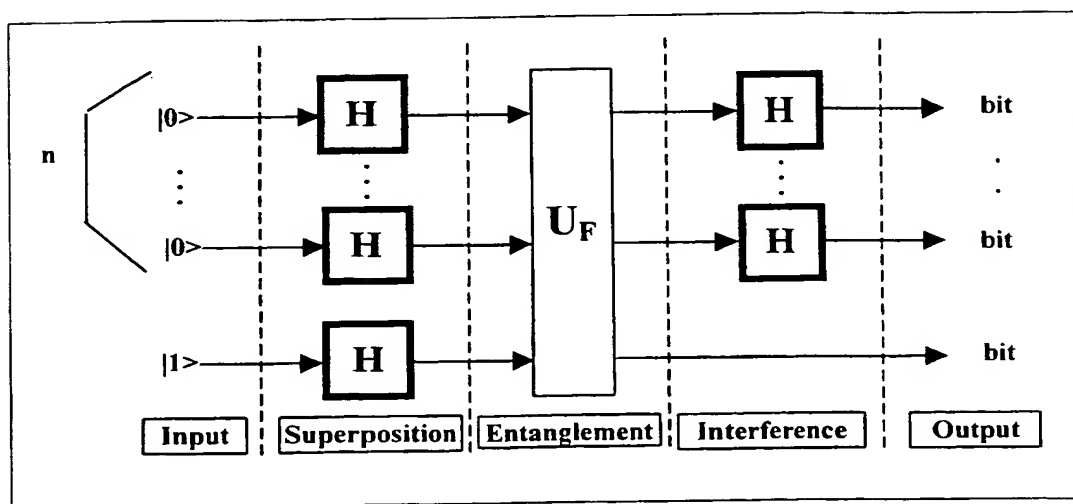 |0> H H bit
n
|0> H U_F H bit
|1> H bit
Input Superposition Entanglement Interference Output